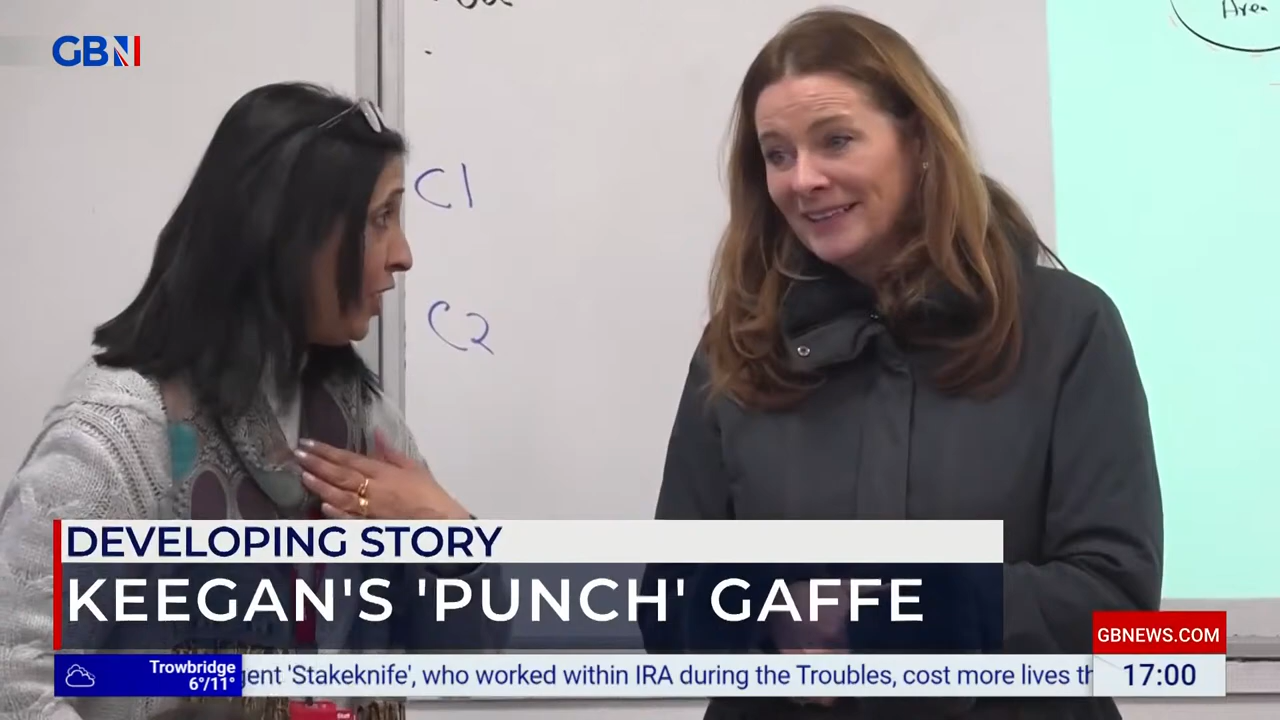 GBN
Area
C1
C2
DEVELOPING STORY
KEEGAN'S 'PUNCH' GAFFE
GBNEWS.COM
Trowbridge
6°/11°
gent 'Stakeknife', who worked within IRA during the Troubles, cost more lives th
17:00
Staff